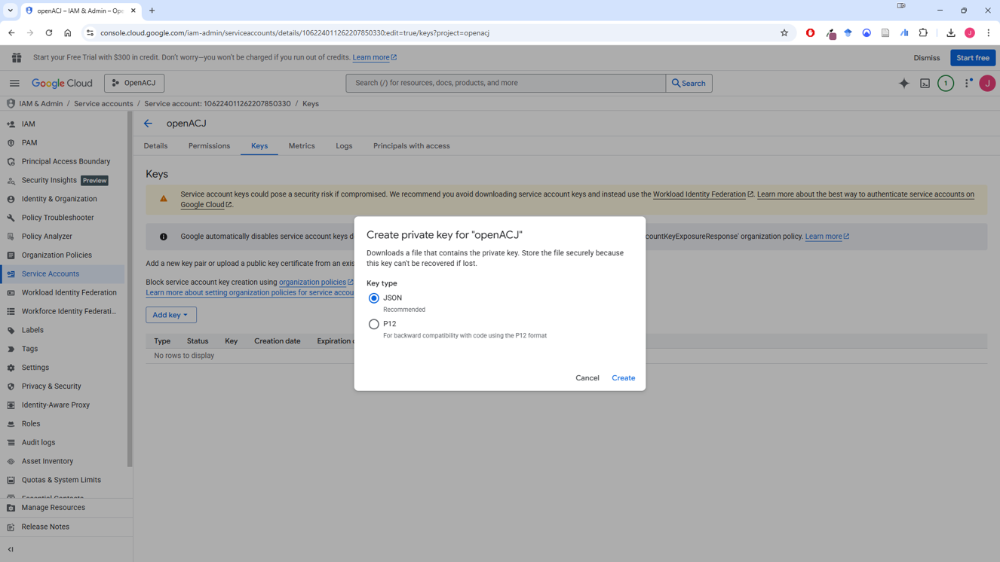 openACJ – IAM & Admin – Ope
console.cloud.google.com/iam-admin/serviceaccounts/details/106224011262207850330;edit=true/keys?project=openacj
Start your Free Trial with $300 in credit. Don't worry—you won't be charged if you run out of credits. Learn more
Dismiss
Start free
Google Cloud
OpenACJ
Search (/) for resources, docs, products, and more
Search
1
J
IAM & Admin / Service accounts / Service account: 106224011262207850330 / Keys
IAM
PAM
Principal Access Boundary
Security Insights Preview
Identity & Organization
Policy Troubleshooter
Policy Analyzer
Organization Policies
Service Accounts
Workload Identity Federation
Workforce Identity Federati...
Labels
Tags
Settings
Privacy & Security
Identity-Aware Proxy
Roles
Audit logs
Asset Inventory
Quotas & System Limits
Essential Contacts
Manage Resources
Release Notes
openACJ
Details Permissions Keys Metrics Logs Principals with access
Keys
Service account keys could pose a security risk if compromised. We recommend you avoid downloading service account keys and instead use the Workload Identity Federation. Learn more about the best way to authenticate service accounts on
Google Cloud.
Google automatically disables service account keys d
ountKeyExposureResponse' organization policy. Learn more
Add a new key pair or upload a public key certificate from an exis
Block service account key creation using organization policies
Learn more about setting organization policies for service accou
Add key
Type Status Key Creation date Expiration
No rows to display
Create private key for "openACJ"
Downloads a file that contains the private key. Store the file securely because
this key can't be recovered if lost.
Key type
JSON
Recommended
P12
For backward compatibility with code using the P12 format
Cancel Create